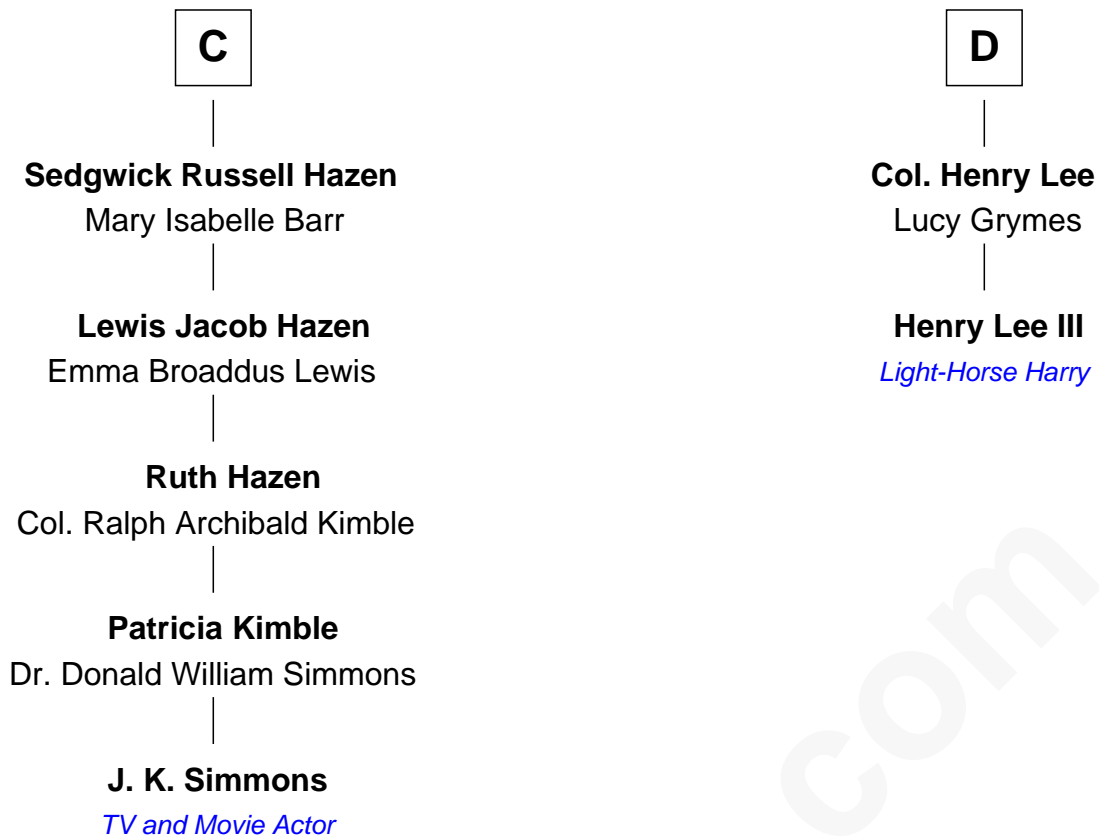 C
Sedgwick Russell Hazen
Mary Isabelle Barr
Lewis Jacob Hazen
Emma Broaddus Lewis
Ruth Hazen
Col. Ralph Archibald Kimble
Patricia Kimble
Dr. Donald William Simmons
J. K. Simmons
TV and Movie Actor
D
Col. Henry Lee
Lucy Grymes
Henry Lee III
Light-Horse Harry
com